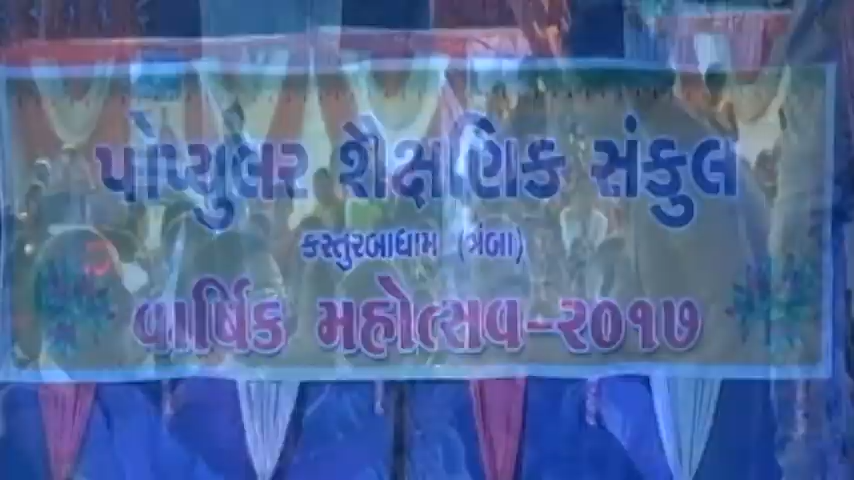 પોપ્યુલર શૈક્ષણિક સંકુલ
કસ્તુરબાધામ (ત્રંબા)
વાર્ષિક મહોત્સવ-૨૦૧૭